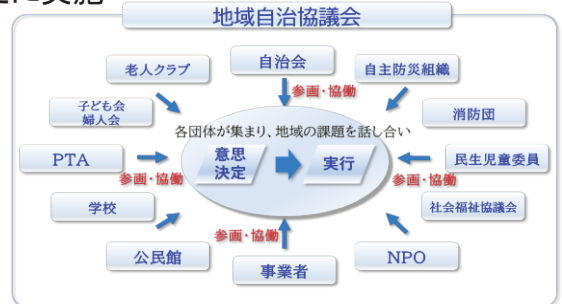 に実施
地域自治協議会
自治会
老人クラブ
自主防災組織
参画・協働
子ども会
婦人会
消防団
各団体が集まり、地域の課題を話し合い
PTA
意思
決定
実行
民生児童委員
参画・協働
参画・協働
学校
社会福祉協議会
参画・協働
公民館
事業者
NPO